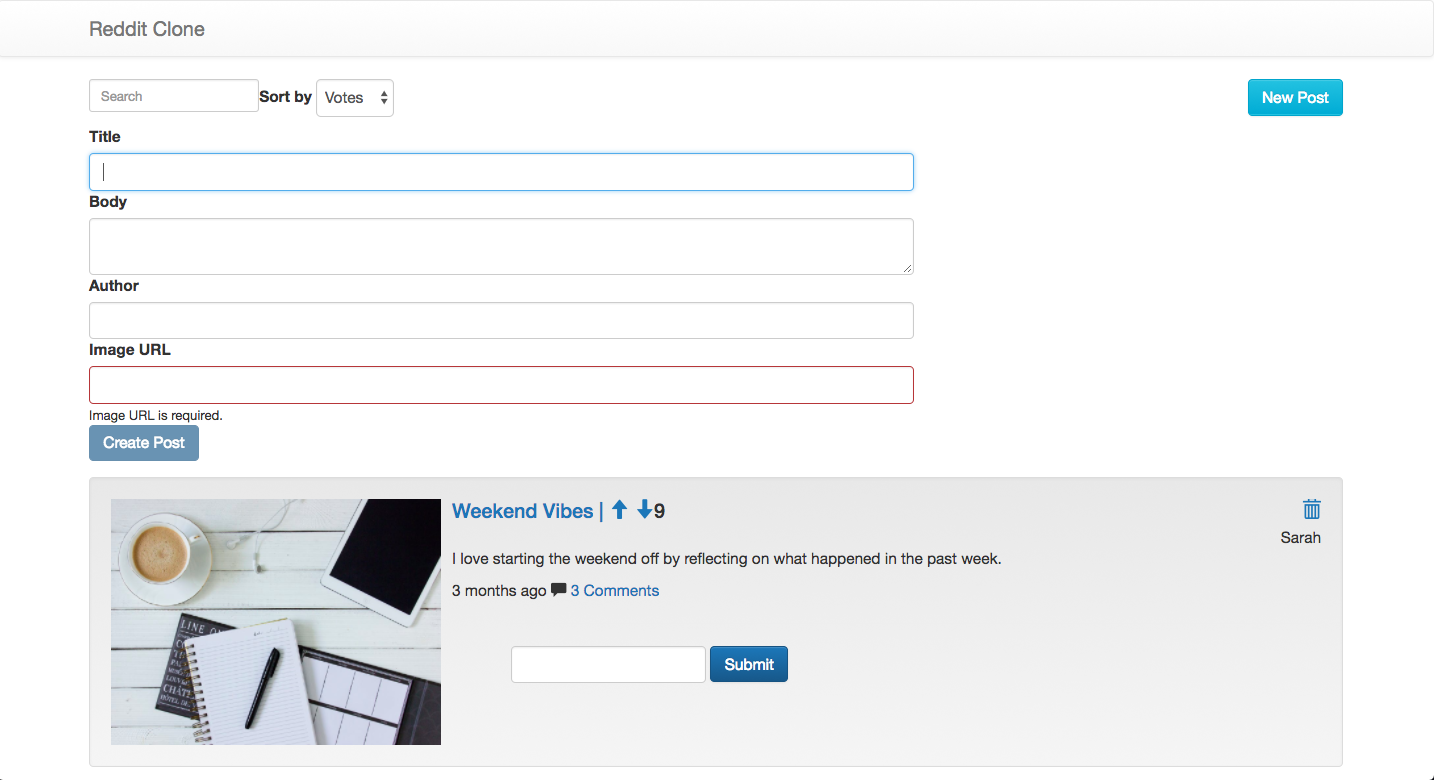 Reddit Clone
Search Sort by Votes New Post
Title
Body
Author
Image URL
Image URL is required.
Create Post
Weekend Vibes | 9
Sarah
I love starting the weekend off by reflecting on what happened in the past week.
3 months ago 3 Comments
Submit
LINE